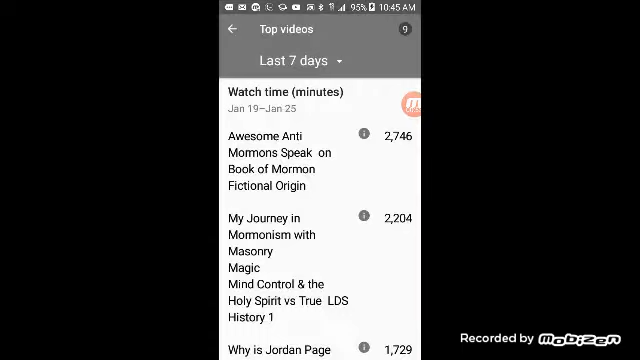 95% 10:45 AM
Top videos
9
Last 7 days
Watch time (minutes)
Jan 19–Jan 25
Awesome Anti 2,746
Mormons Speak on
Book of Mormon
Fictional Origin
My Journey in 2,204
Mormonism with
Masonry
Magic
Mind Control & the
Holy Spirit vs True LDS
History 1
Why is Jordan Page 1,729
Recorded by Mobizen